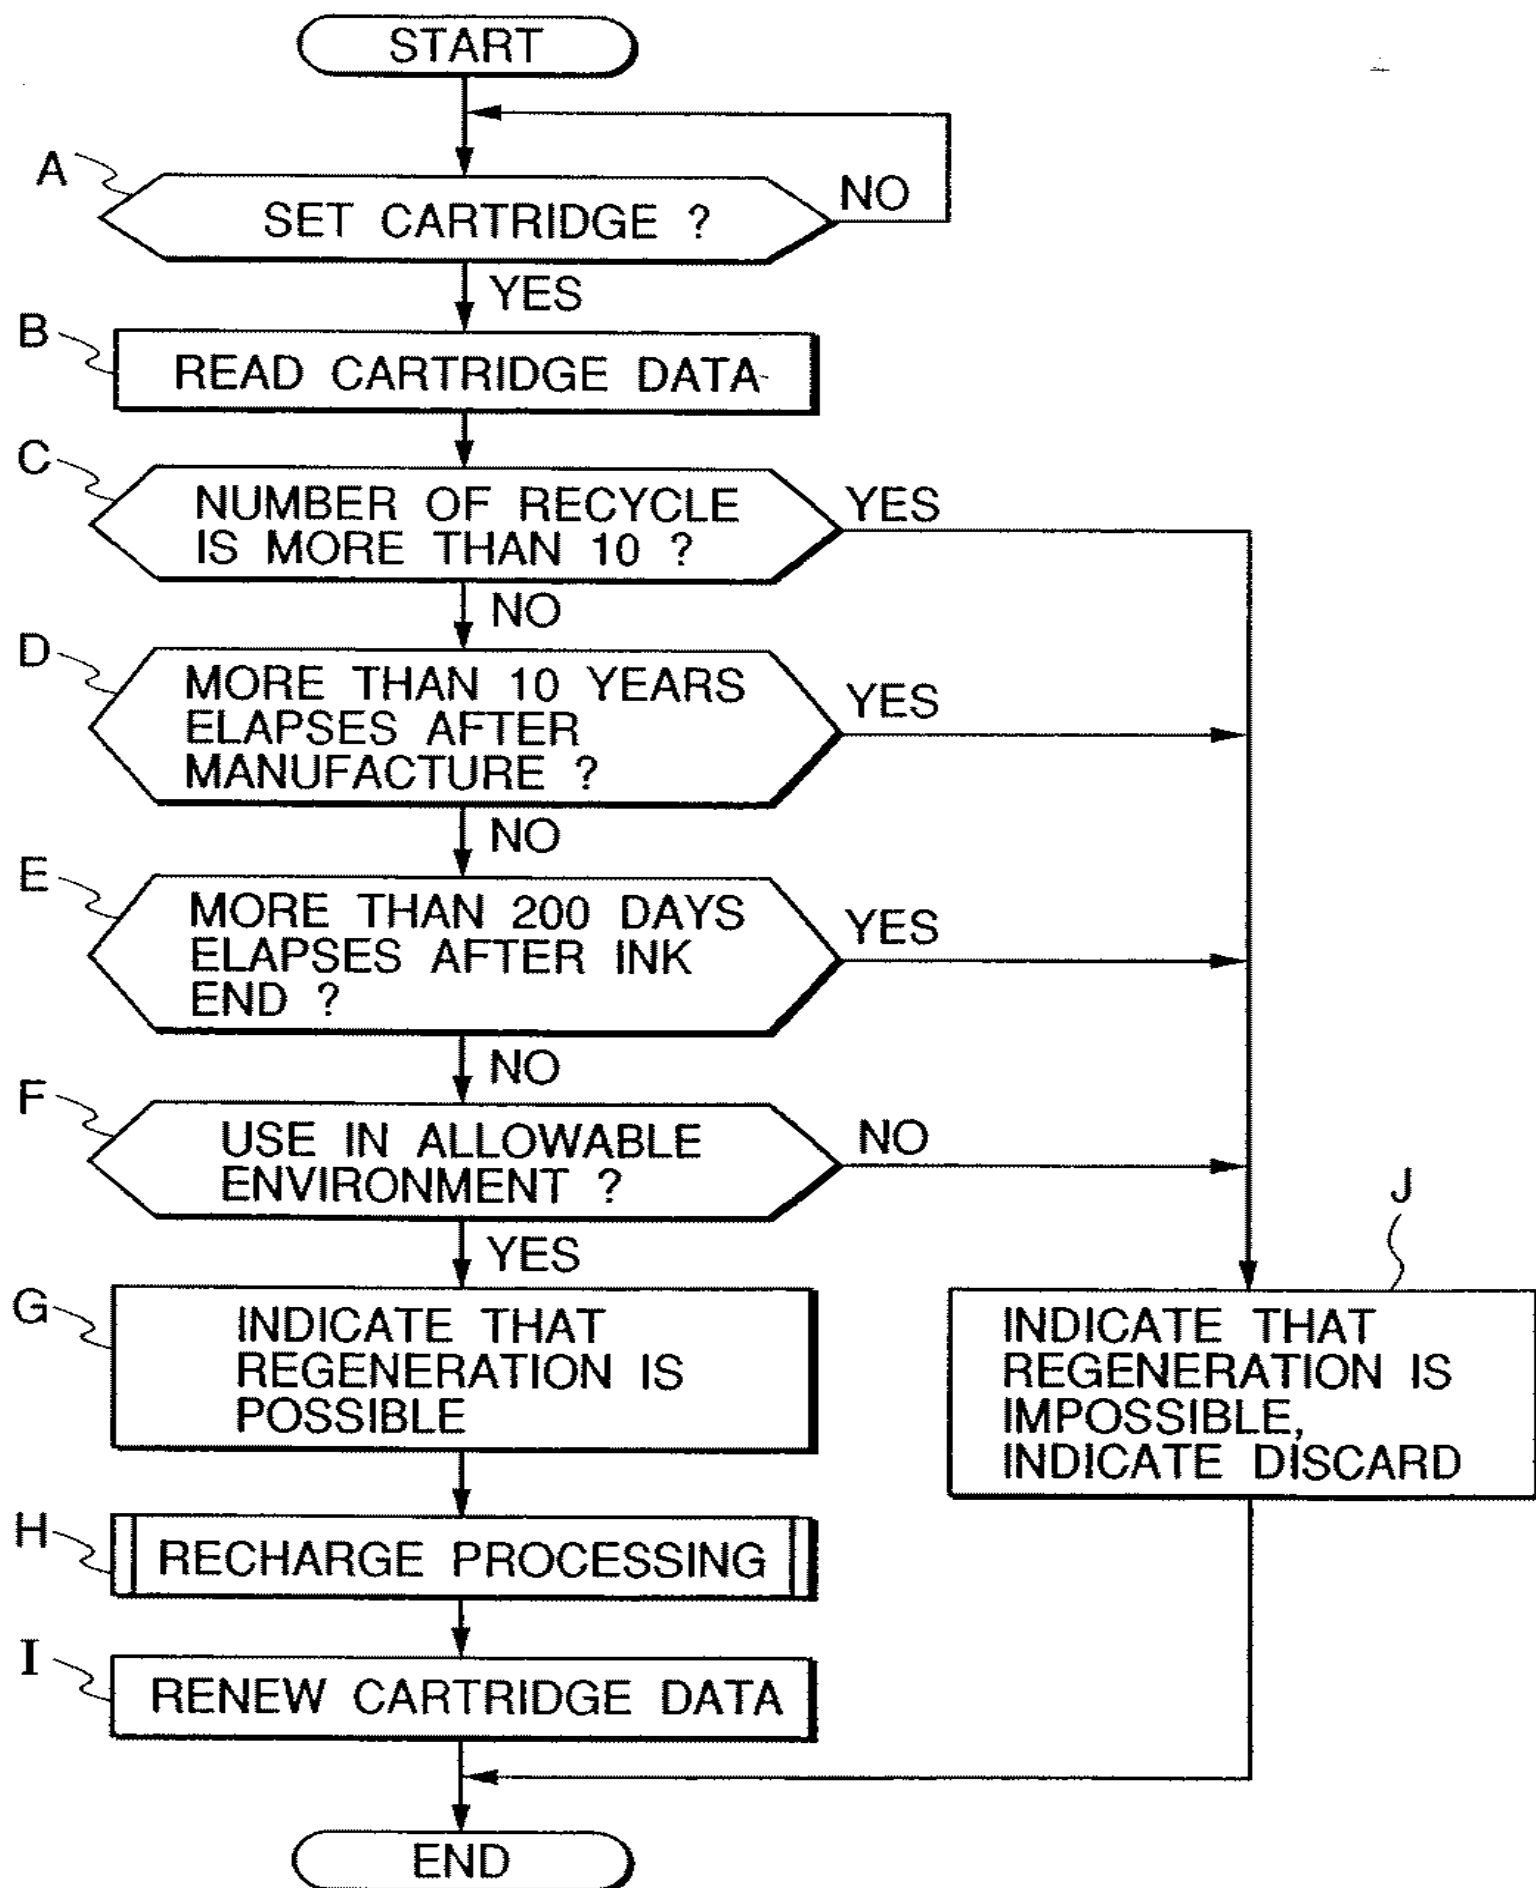 START
A
SET CARTRIDGE ?
NO
YES
B
READ CARTRIDGE DATA
C
NUMBER OF RECYCLE
IS MORE THAN 10 ?
YES
NO
D
MORE THAN 10 YEARS
ELAPSES AFTER
MANUFACTURE ?
YES
NO
E
MORE THAN 200 DAYS
ELAPSES AFTER INK
END ?
YES
NO
F
USE IN ALLOWABLE
ENVIRONMENT ?
NO
YES
G
INDICATE THAT
REGENERATION IS
POSSIBLE
J
INDICATE THAT
REGENERATION IS
IMPOSSIBLE,
INDICATE DISCARD
H
RECHARGE PROCESSING
I
RENEW CARTRIDGE DATA
END